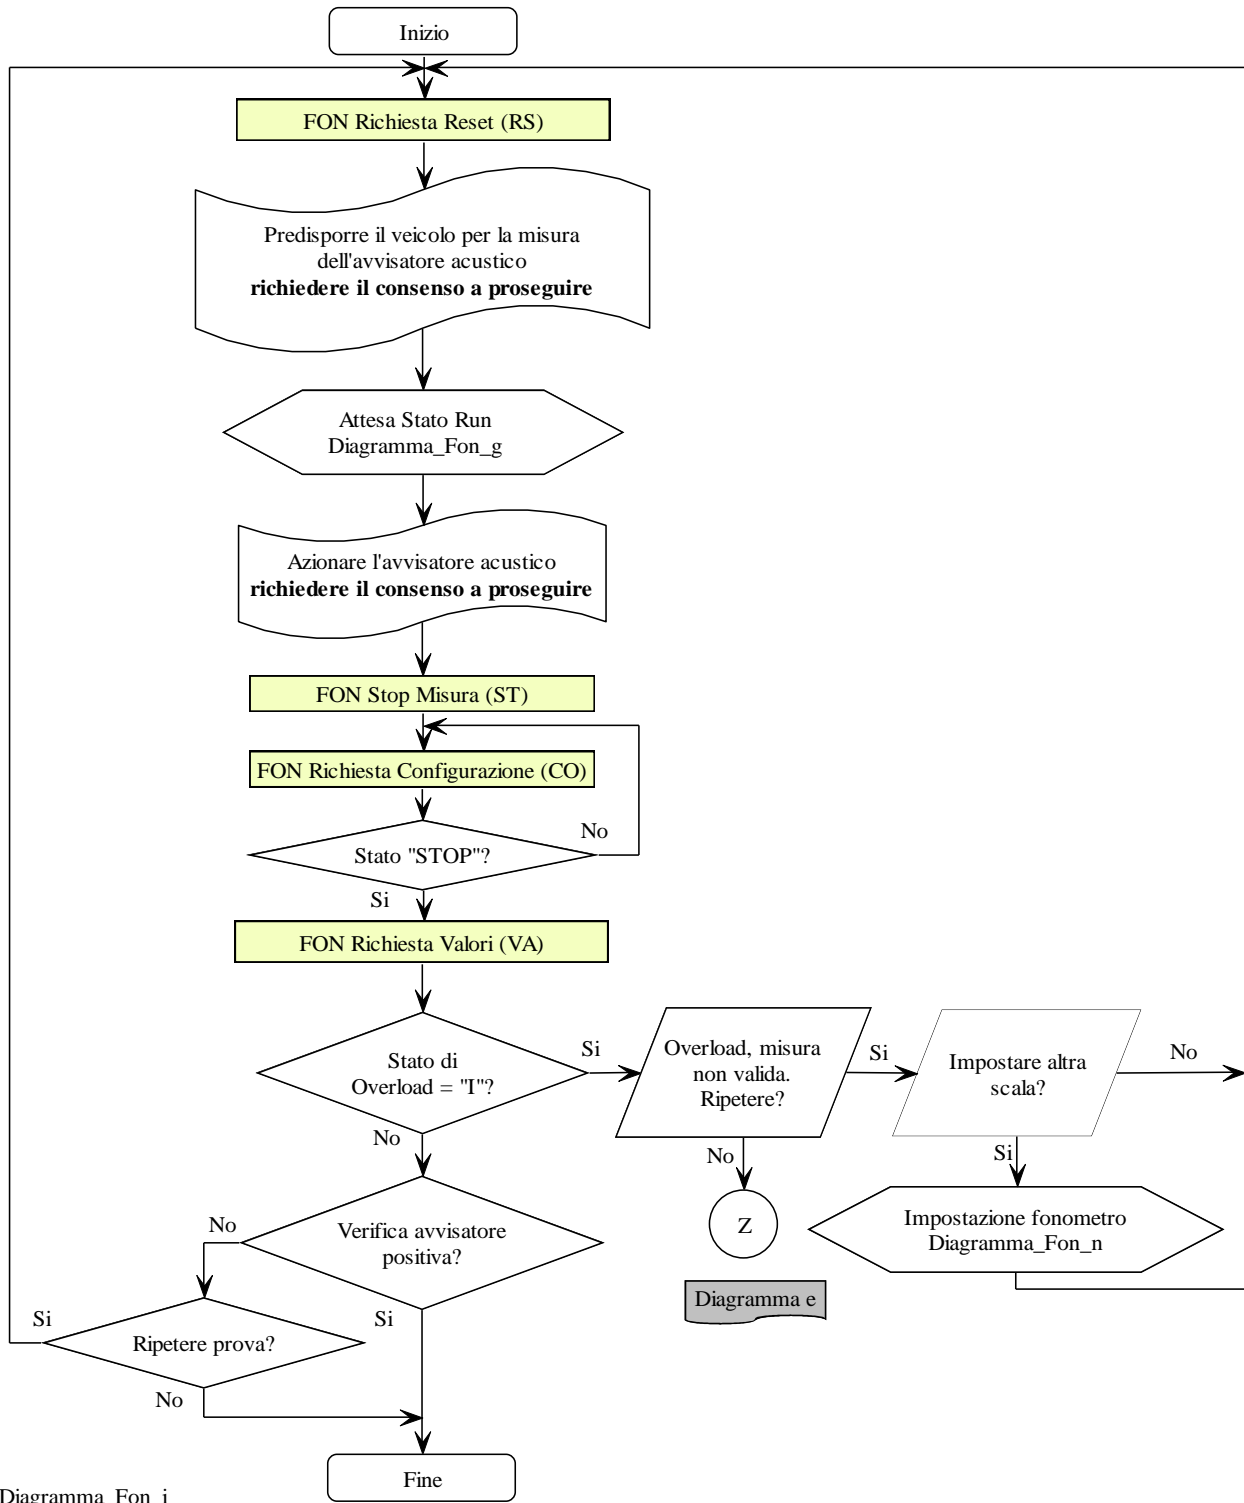 Inizio
FON Richiesta Reset (RS)
Predisporre il veicolo per la misura
dell'avvisatore acustico
richiedere il consenso a proseguire
Attesa Stato Run
Diagramma_Fon_g
Azionare l'avvisatore acustico
richiedere il consenso a proseguire
FON Stop Misura (ST)
FON Richiesta Configurazione (CO)
No
Stato "STOP"?
Si
FON Richiesta Valori (VA)
Stato di
Overload = "I"?
Si
Overload, misura
non valida.
Ripetere?
Si
Impostare altra
scala?
No
No
No
Si
Verifica avvisatore
positiva?
No
Z
Impostazione fonometro
Diagramma_Fon_n
Diagramma e
Si
Ripetere prova?
Si
No
Fine
Diagramma_Fon_i